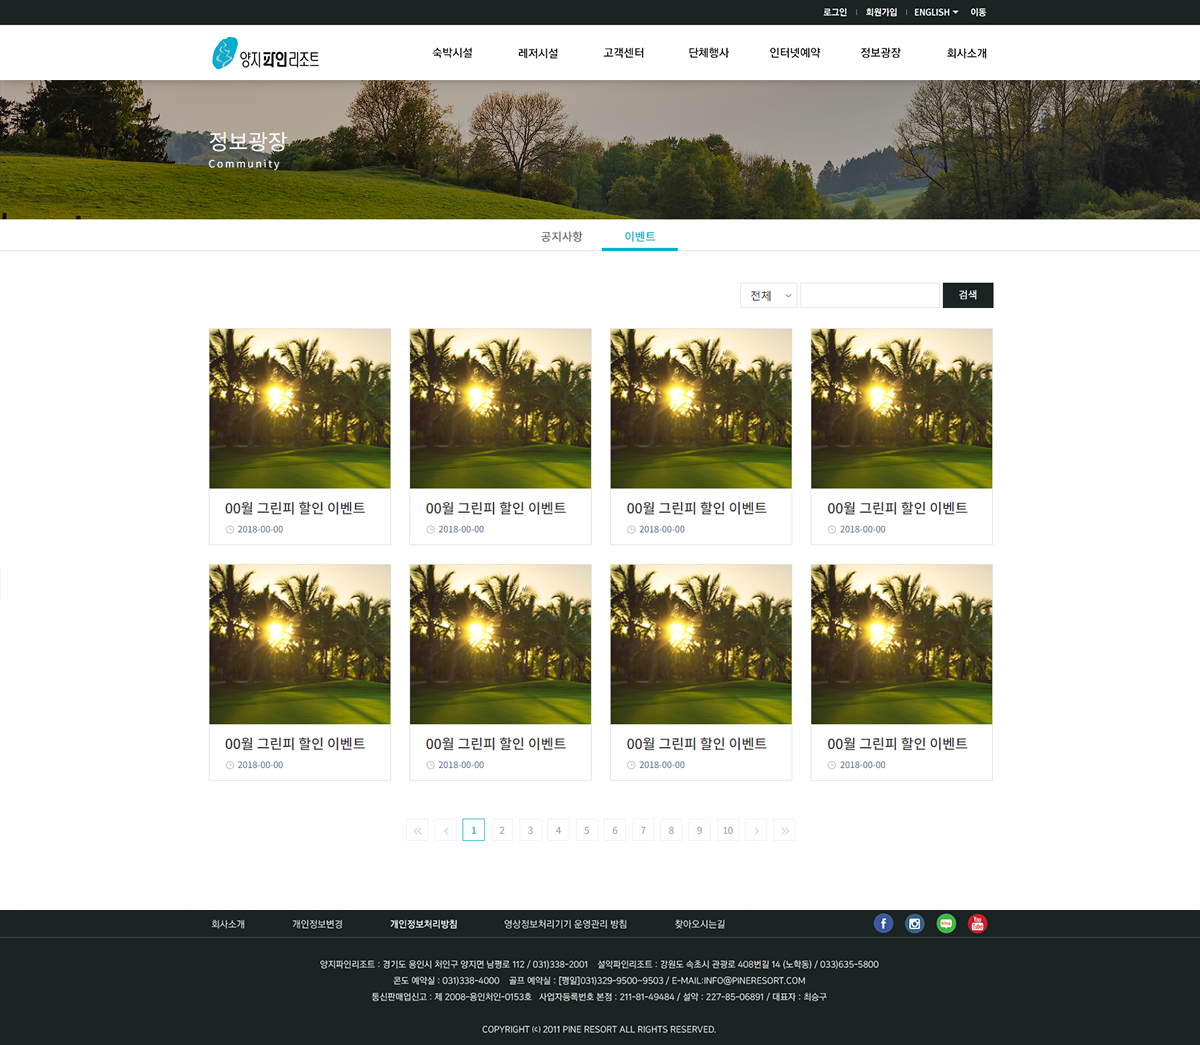 로그인 회원가입 ENGLISH 이동
양지파인리조트 숙박시설 레저시설 고객센터 단체행사 인터넷예약 정보광장 회사소개
정보광장
Community
공지사항 이벤트
전체 검색
00월 그린피 할인 이벤트 00월 그린피 할인 이벤트 00월 그린피 할인 이벤트 00월 그린피 할인 이벤트
2018-00-00 2018-00-00 2018-00-00 2018-00-00
00월 그린피 할인 이벤트 00월 그린피 할인 이벤트 00월 그린피 할인 이벤트 00월 그린피 할인 이벤트
2018-00-00 2018-00-00 2018-00-00 2018-00-00
1 2 3 4 5 6 7 8 9 10
회사소개 개인정보변경 개인정보처리방침 영상정보처리기기 운영관리 방침 찾아오시는길 f blog You Tube
양지파인리조트 : 경기도 용인시 처인구 양지면 남평로 112 / 031)338-2001 설악파인리조트 : 강원도 속초시 관광로 408번길 14 (노학동) / 033)635-5800
콘도 예약실 : 031)338-4000 골프 예약실 : [평일]031)329-9500~9503 / E-MAIL:INFO@PINERESORT.COM
통신판매업신고 : 제 2008-용인처인-0153호 사업자등록번호 본점 : 211-81-49484 / 설악 : 227-85-06891 / 대표자 : 최승구
COPYRIGHT (c) 2011 PINE RESORT ALL RIGHTS RESERVED.